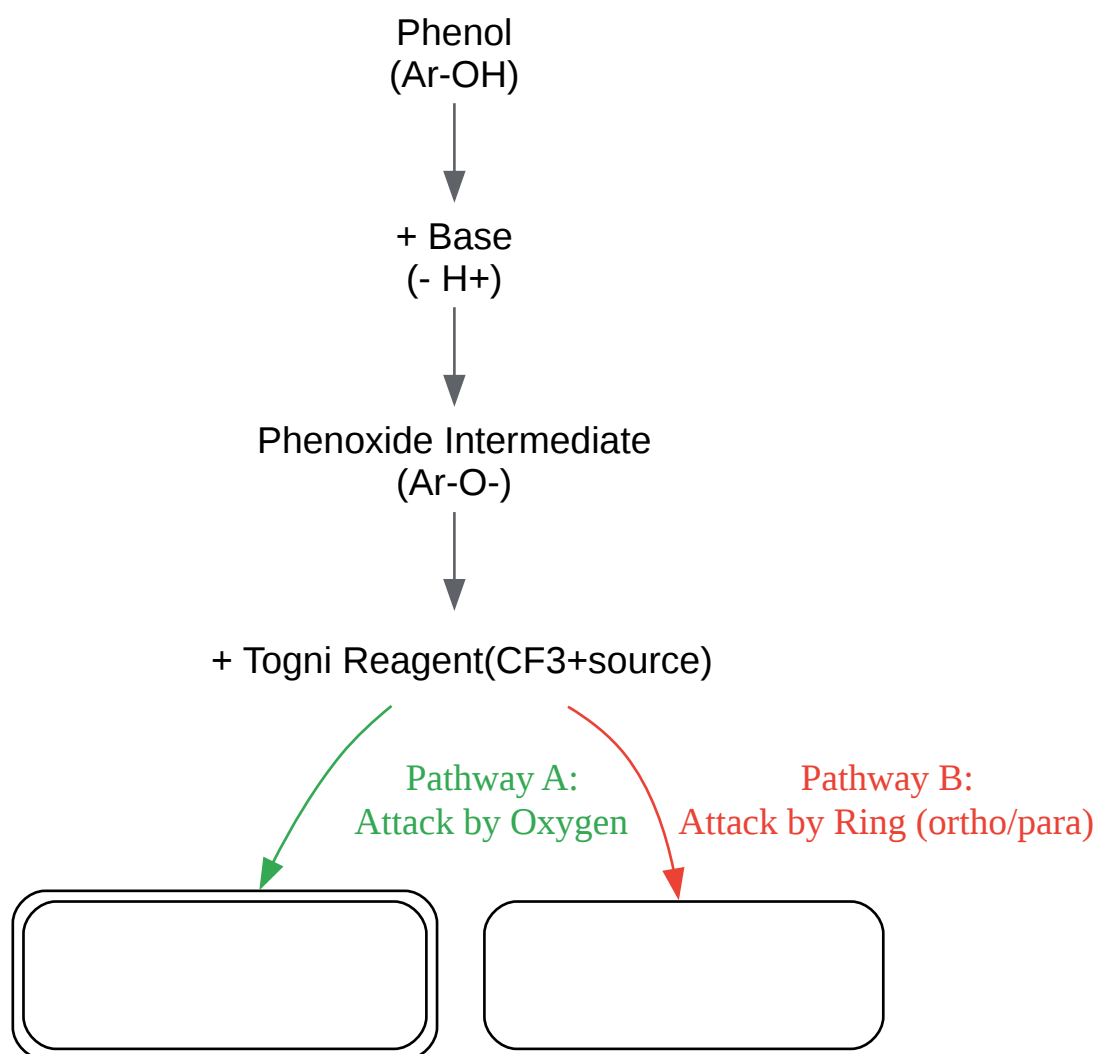 Phenol
(Ar-OH)
+ Base
(- H+)
Phenoxide Intermediate
(Ar-O-)
+ Togni Reagent(CF3+source)
Pathway A:
Attack by Oxygen
Pathway B:
Attack by Ring (ortho/para)